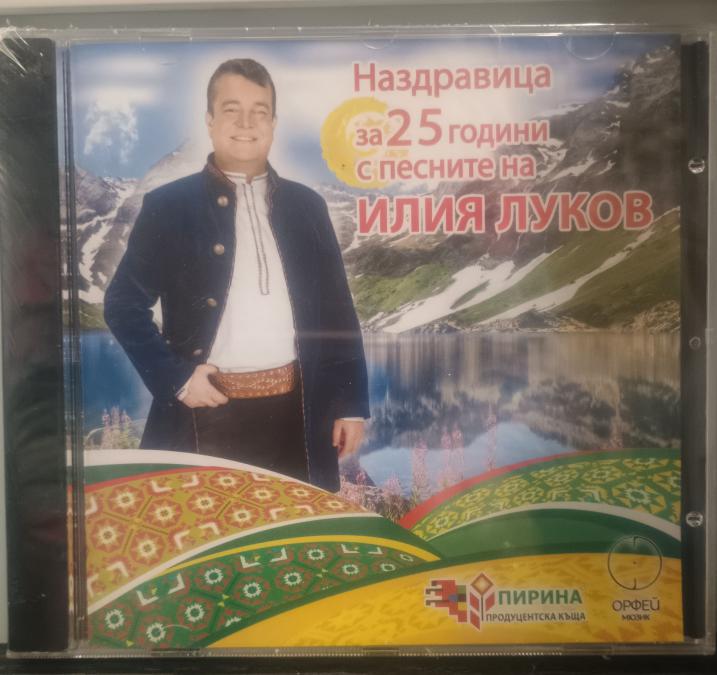 Наздравица
за 25 години
с песните на
ИЛИЯ ЛУКОВ
ПИРИНА
ПРОДУЦЕНТСКА КЪЩА
ОРФЕЙ
МЮЗИК